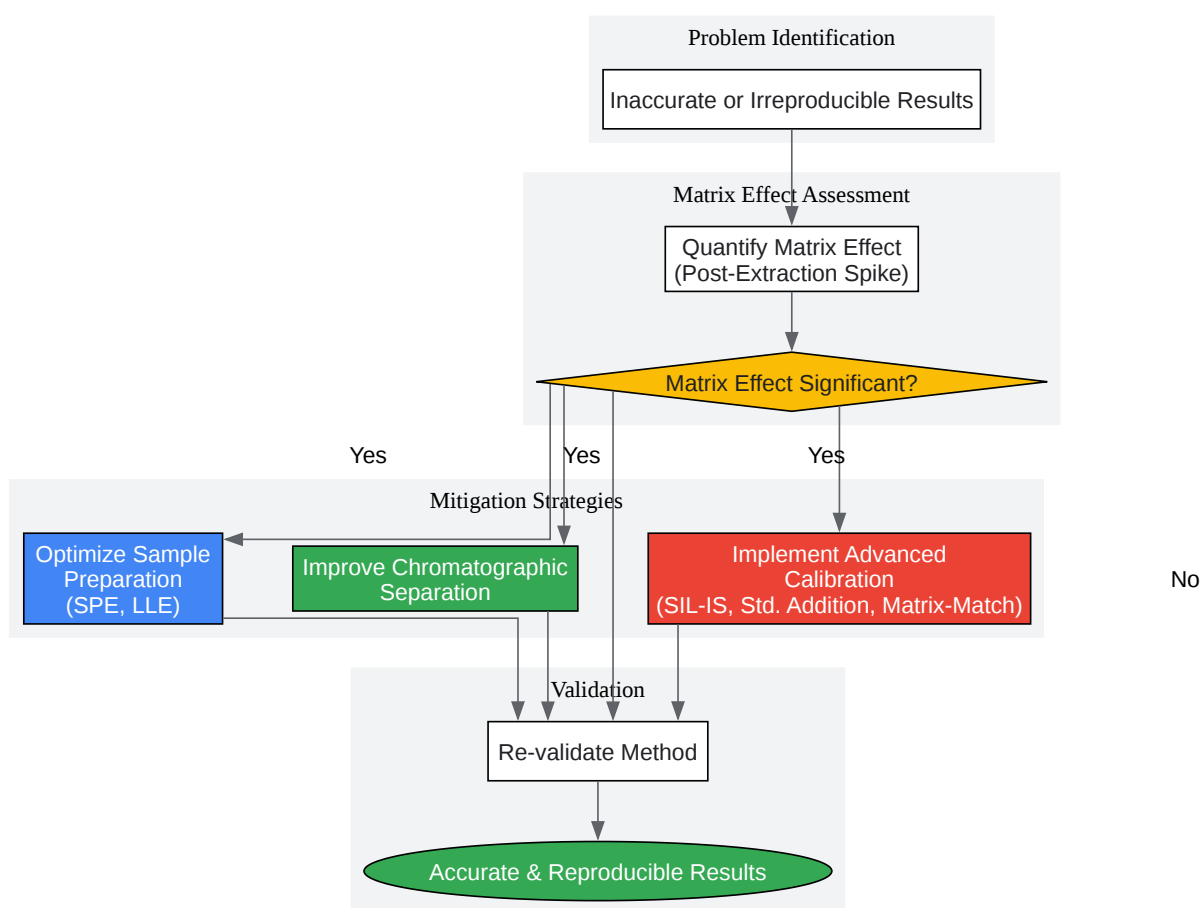 Problem Identification
Inaccurate or Irreproducible Results
Matrix Effect Assessment
Quantify Matrix Effect
(Post-Extraction Spike)
Matrix Effect Significant?
Yes
Yes
Yes
Mitigation Strategies
Optimize Sample
Preparation
(SPE, LLE)
Improve Chromatographic
Separation
Implement Advanced
Calibration
(SIL-IS, Std. Addition, Matrix-Match)
No
Validation
Re-validate Method
Accurate & Reproducible Results